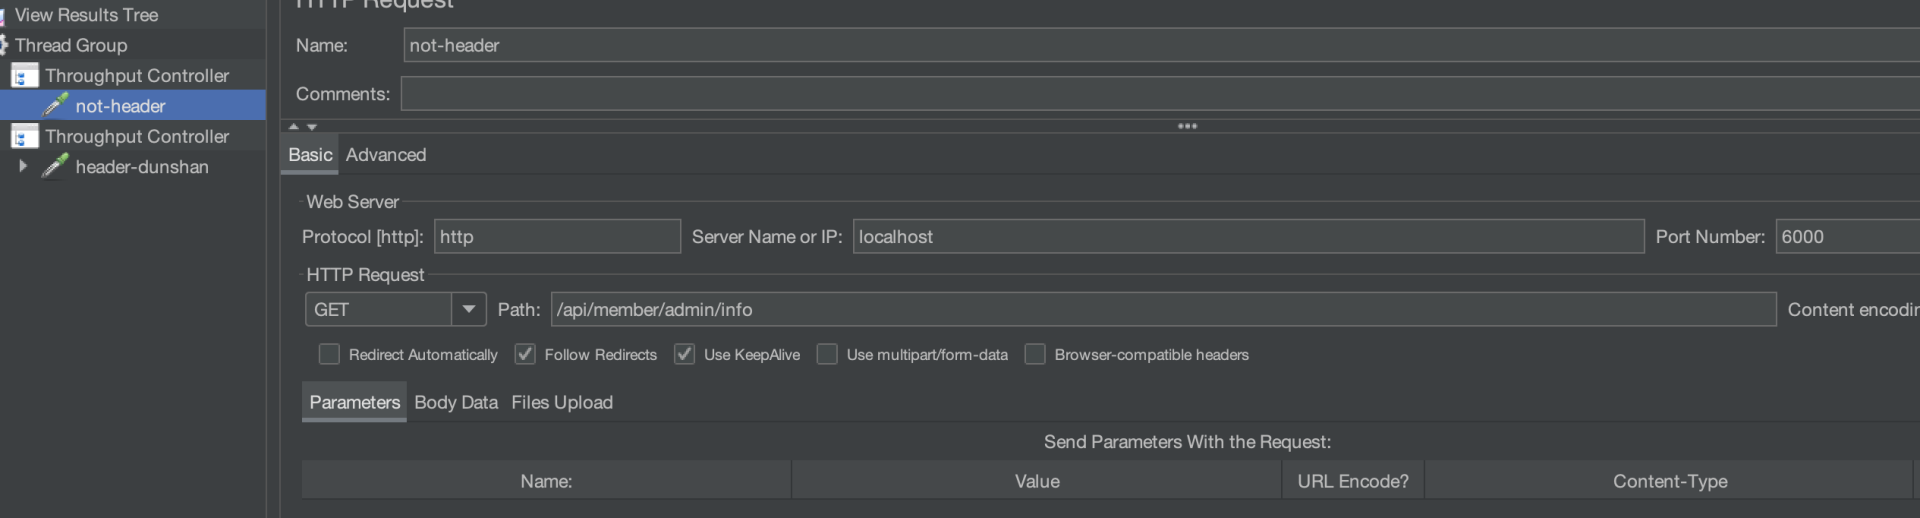 HTTP Request
View Results Tree
Thread Group
Throughput Controller
not-header
Throughput Controller
header-dunshan
Name: not-header
Comments:
Basic Advanced
Web Server
Protocol [http]: http Server Name or IP: localhost Port Number: 6000
HTTP Request
GET Path: /api/member/admin/info Content encodin
Redirect Automatically Follow Redirects Use KeepAlive Use multipart/form-data Browser-compatible headers
Parameters Body Data Files Upload
Send Parameters With the Request:
Name: Value URL Encode? Content-Type